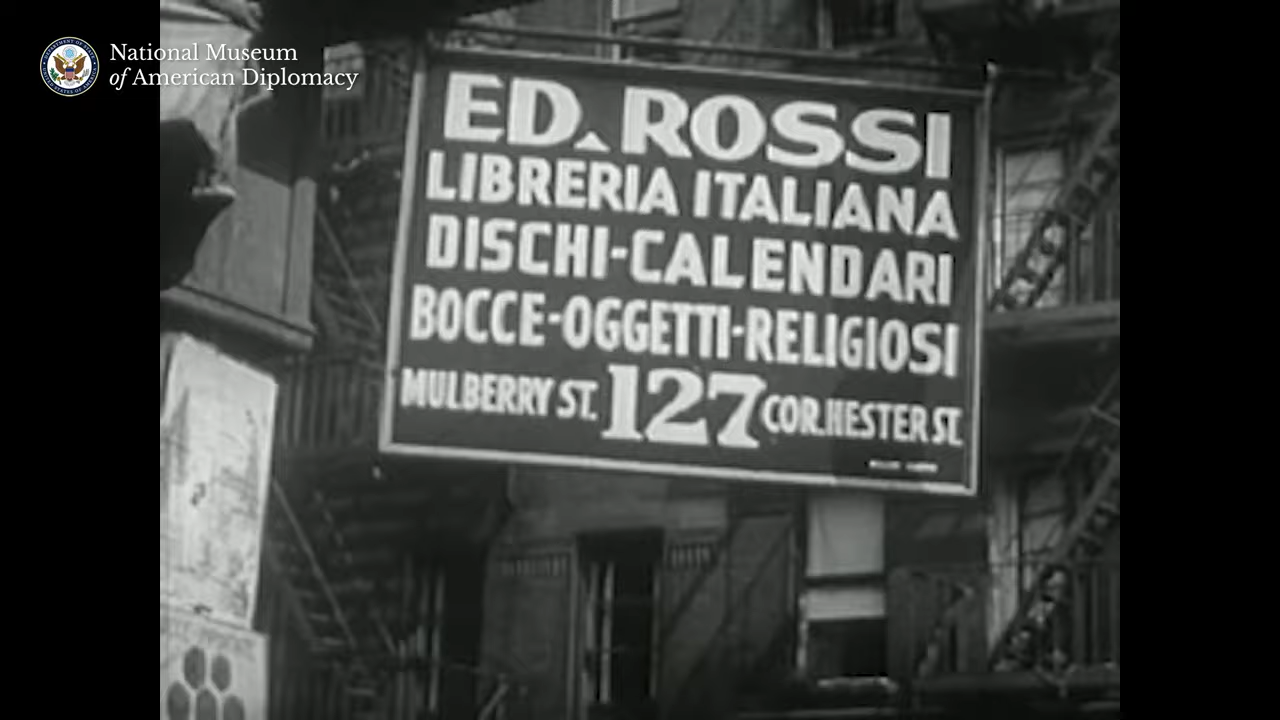 National Museum
of American Diplomacy
ED. ROSSI
LIBRERIA ITALIANA
DISCHI-CALENDARI
BOCCE-OGGETTI-RELIGIOSI
MULBERRY ST. 127 COR. HESTER ST.